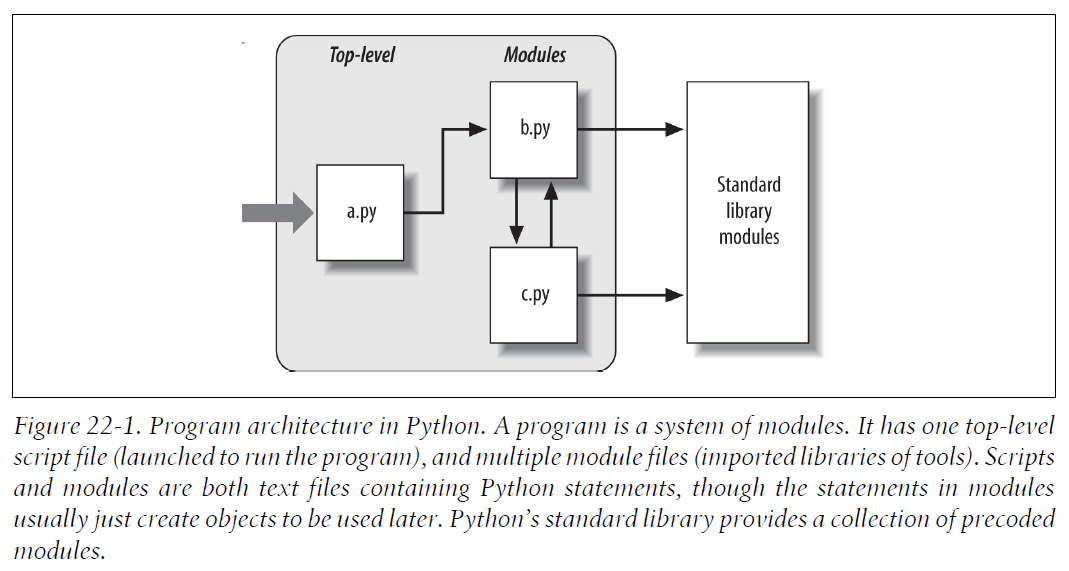 Top-level
Modules
b.py
a.py
c.py
Standard
library
modules
Figure 22-1. Program architecture in Python. A program is a system of modules. It has one top-level
script file (launched to run the program), and multiple module files (imported libraries of tools). Scripts
and modules are both text files containing Python statements, though the statements in modules
usually just create objects to be used later. Python’s standard library provides a collection of precoded
modules.